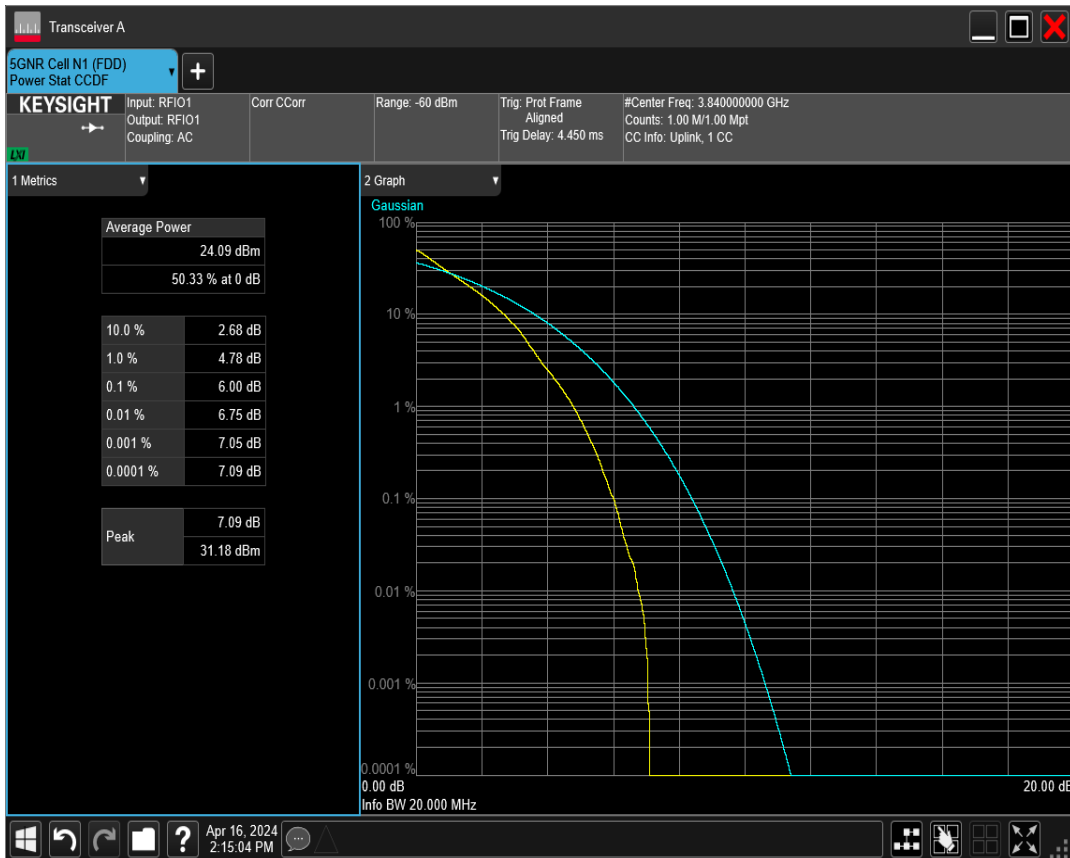 Transceiver A
5GNR Cell N1 (FDD)
Power Stat CCDF
+
KEYSIGHT
LXI
Input: RFIO1
Output: RFIO1
Coupling: AC
Corr CCorr
Range: -60 dBm
Trig: Prot Frame
Aligned
Trig Delay: 4.450 ms
#Center Freq: 3.840000000 GHz
Counts: 1.00 M/1.00 Mpt
CC Info: Uplink, 1 CC
1 Metrics
Average Power
24.09 dBm
50.33 % at 0 dB
10.0 % 2.68 dB
1.0 % 4.78 dB
0.1 % 6.00 dB
0.01 % 6.75 dB
0.001 % 7.05 dB
0.0001 % 7.09 dB
Peak
7.09 dB
31.18 dBm
2 Graph
Gaussian
100 %
10 %
1 %
0.1 %
0.01 %
0.001 %
0.0001 %
0.00 dB 20.00 dB
Info BW 20.000 MHz
?
Apr 16, 2024
2:15:04 PM